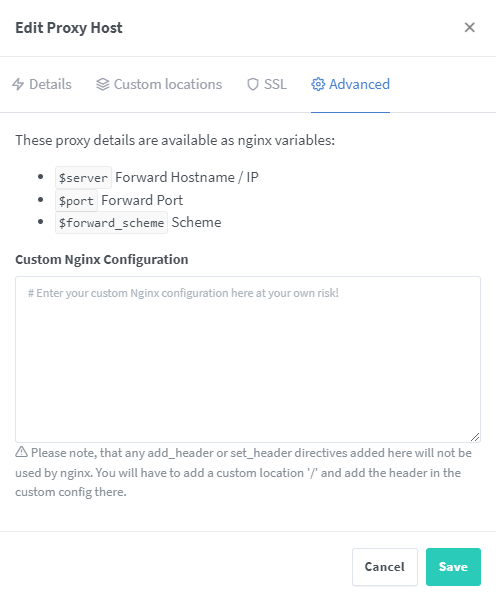 Edit Proxy Host
Details
Custom locations
SSL
Advanced
These proxy details are available as nginx variables:
$server Forward Hostname / IP
$port Forward Port
$forward_scheme Scheme
Custom Nginx Configuration
# Enter your custom Nginx configuration here at your own risk!
Please note, that any add_header or set_header directives added here will not be
used by nginx. You will have to add a custom location '/' and add the header in the
custom config there.
Cancel
Save